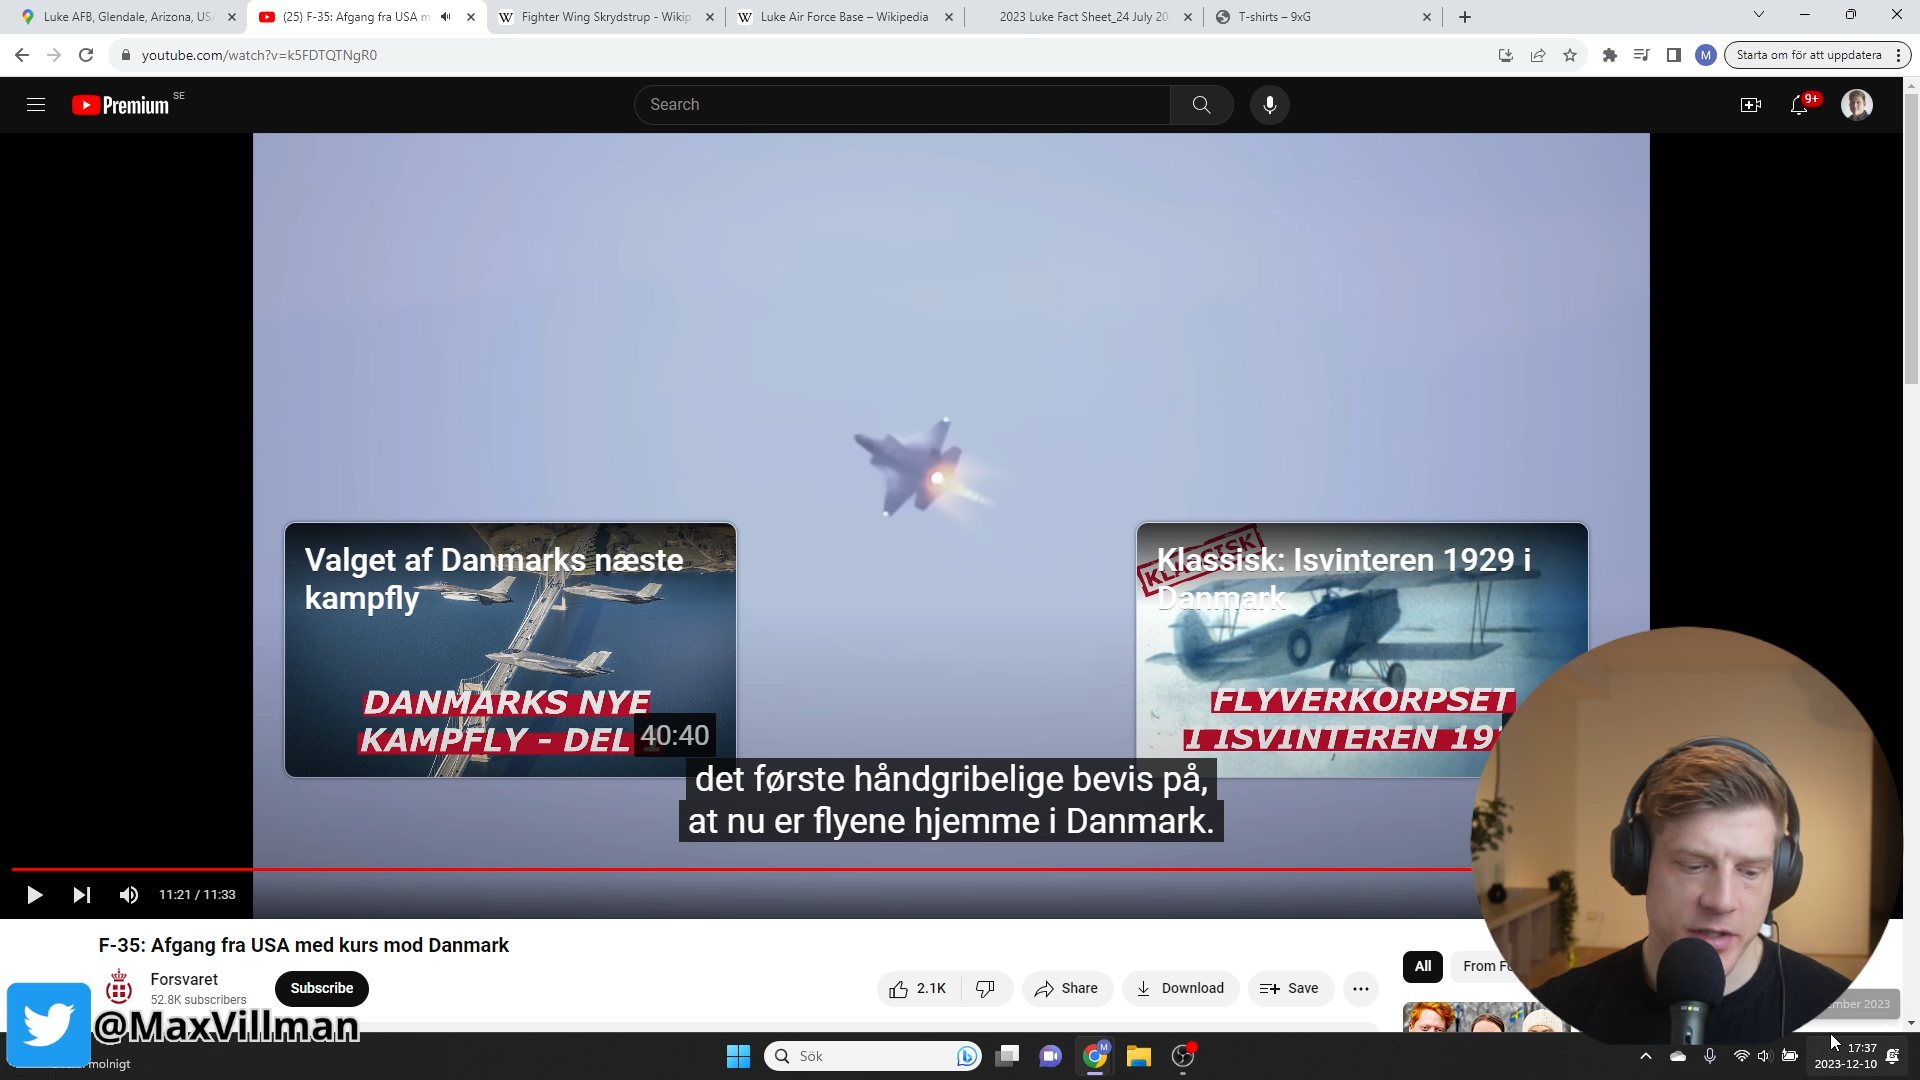 Luke AFB, Glendale, Arizona, US
(25) F-35: Afgang fra USA m
Fighter Wing Skrydstrup - Wikip
Luke Air Force Base – Wikipedia
2023 Luke Fact Sheet_24 July 20
T-shirts – 9xG
youtube.com/watch?v=k5FDTQTNgR0
M
Starta om för att uppdatera
Premium
SE
Search
9+
Valget af Danmarks næste
kampfly
DANMARKS NYE
KAMPFLY - DEL
40:40
KLASSISK
Klassisk: Isvinteren 1929 i
Danmark
FLYVERKORPSET
I ISVINTEREN 19
det første håndgribelige bevis på,
at nu er flyene hjemme i Danmark.
11:21 / 11:33
F-35: Afgang fra USA med kurs mod Danmark
Forsvaret
52.8K subscribers
Subscribe
2.1K
Share
Download
Save
All
From Fo
mber 2023
@MaxVillman
molnigt
Sök
M
17:37
2023-12-10